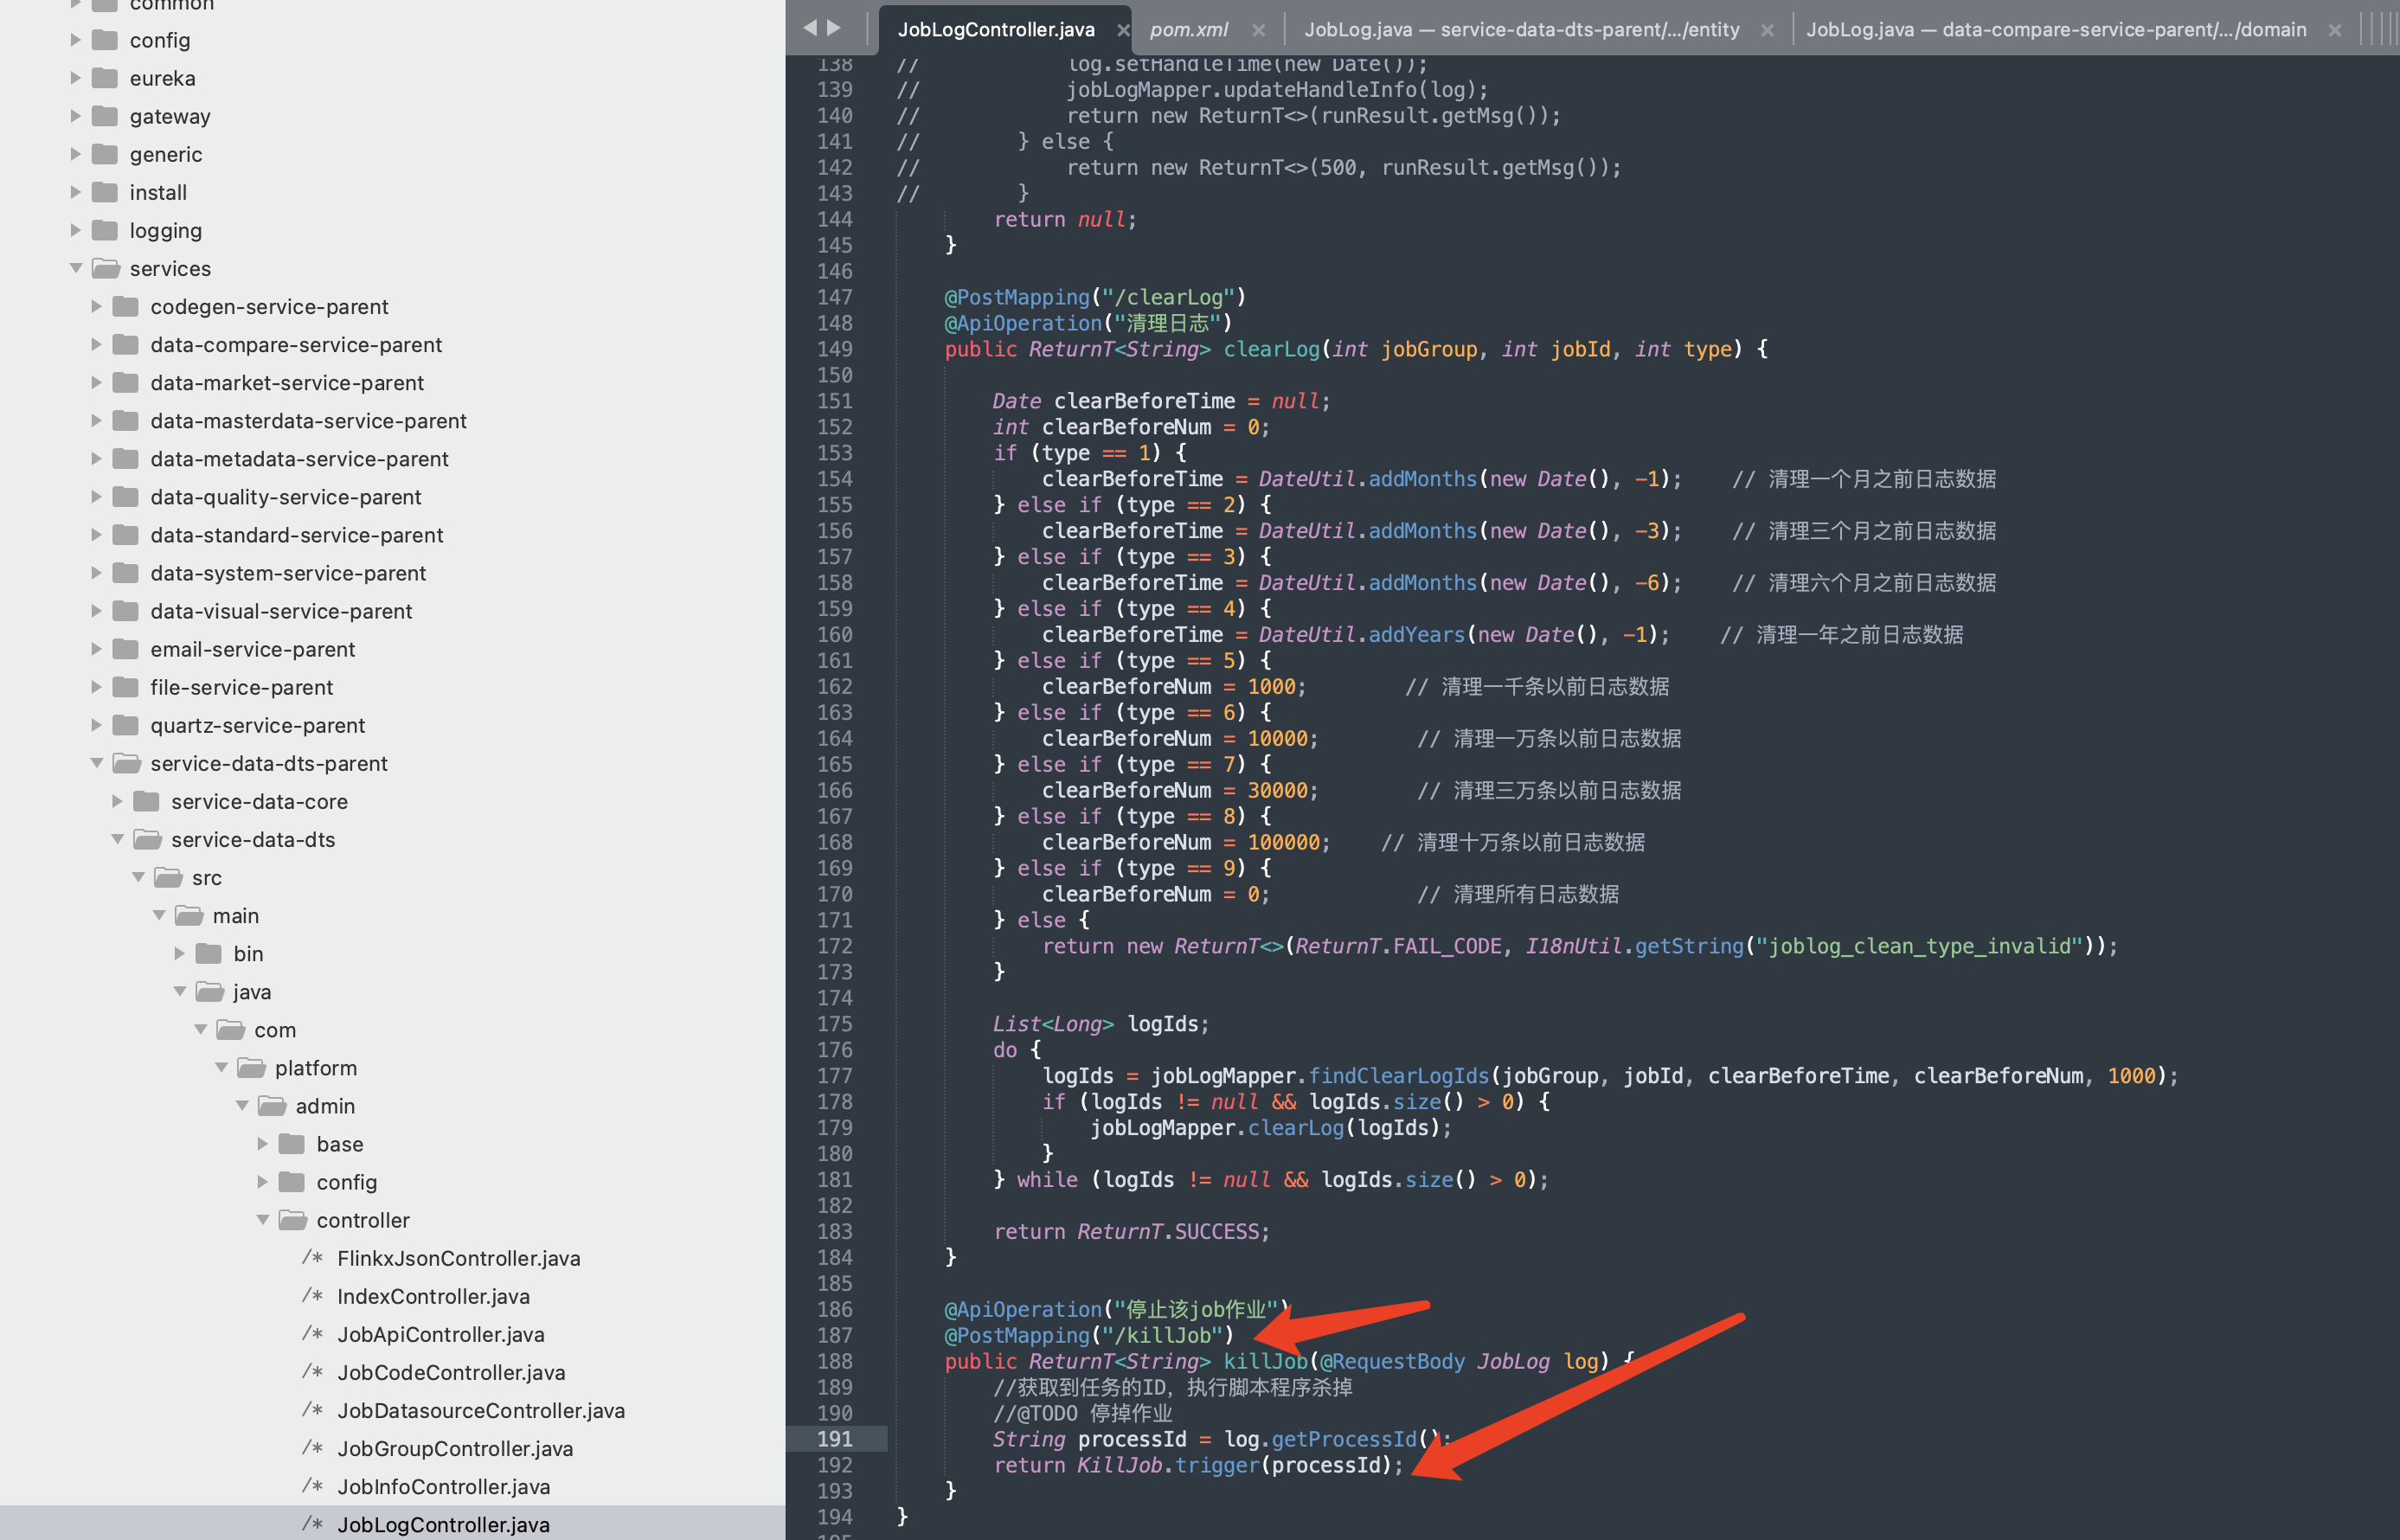 common
config
eureka
gateway
generic
install
logging
services
codegen-service-parent
data-compare-service-parent
data-market-service-parent
data-masterdata-service-parent
data-metadata-service-parent
data-quality-service-parent
data-standard-service-parent
data-system-service-parent
data-visual-service-parent
email-service-parent
file-service-parent
quartz-service-parent
service-data-dts-parent
service-data-core
service-data-dts
src
main
bin
java
com
platform
admin
base
config
controller
/* FlinkxJsonController.java
/* IndexController.java
/* JobApiController.java
/* JobCodeController.java
/* JobDatasourceController.java
/* JobGroupController.java
/* JobInfoController.java
/* JobLogController.java
JobLogController.java × pom.xml × JobLog.java — service-data-dts-parent/.../entity × JobLog.java — data-compare-service-parent/.../domain ×
138 //            log.setHandleTime(new Date());
139 //            jobLogMapper.updateHandleInfo(log);
140 //            return new ReturnT<>(runResult.getMsg());
141 //        } else {
142 //            return new ReturnT<>(500, runResult.getMsg());
143 //        }
144         return null;
145     }
146
147     @PostMapping("/clearLog")
148     @ApiOperation("清理日志")
149     public ReturnT<String> clearLog(int jobGroup, int jobId, int type) {
150
151         Date clearBeforeTime = null;
152         int clearBeforeNum = 0;
153         if (type == 1) {
154             clearBeforeTime = DateUtil.addMonths(new Date(), -1);    // 清理一个月之前日志数据
155         } else if (type == 2) {
156             clearBeforeTime = DateUtil.addMonths(new Date(), -3);    // 清理三个月之前日志数据
157         } else if (type == 3) {
158             clearBeforeTime = DateUtil.addMonths(new Date(), -6);    // 清理六个月之前日志数据
159         } else if (type == 4) {
160             clearBeforeTime = DateUtil.addYears(new Date(), -1);    // 清理一年之前日志数据
161         } else if (type == 5) {
162             clearBeforeNum = 1000;        // 清理一千条以前日志数据
163         } else if (type == 6) {
164             clearBeforeNum = 10000;        // 清理一万条以前日志数据
165         } else if (type == 7) {
166             clearBeforeNum = 30000;        // 清理三万条以前日志数据
167         } else if (type == 8) {
168             clearBeforeNum = 100000;    // 清理十万条以前日志数据
169         } else if (type == 9) {
170             clearBeforeNum = 0;            // 清理所有日志数据
171         } else {
172             return new ReturnT<>(ReturnT.FAIL_CODE, I18nUtil.getString("joblog_clean_type_invalid"));
173         }
174
175         List<Long> logIds;
176         do {
177             logIds = jobLogMapper.findClearLogIds(jobGroup, jobId, clearBeforeTime, clearBeforeNum, 1000);
178             if (logIds != null && logIds.size() > 0) {
179                 jobLogMapper.clearLog(logIds);
180             }
181         } while (logIds != null && logIds.size() > 0);
182
183         return ReturnT.SUCCESS;
184     }
185
186     @ApiOperation("停止该job作业")
187     @PostMapping("/killJob")
188     public ReturnT<String> killJob(@RequestBody JobLog log) {
189         //获取到任务的ID，执行脚本程序杀掉
190         //@TODO 停掉作业
191         String processId = log.getProcessId();
192         return KillJob.trigger(processId);
193     }
194 }
195